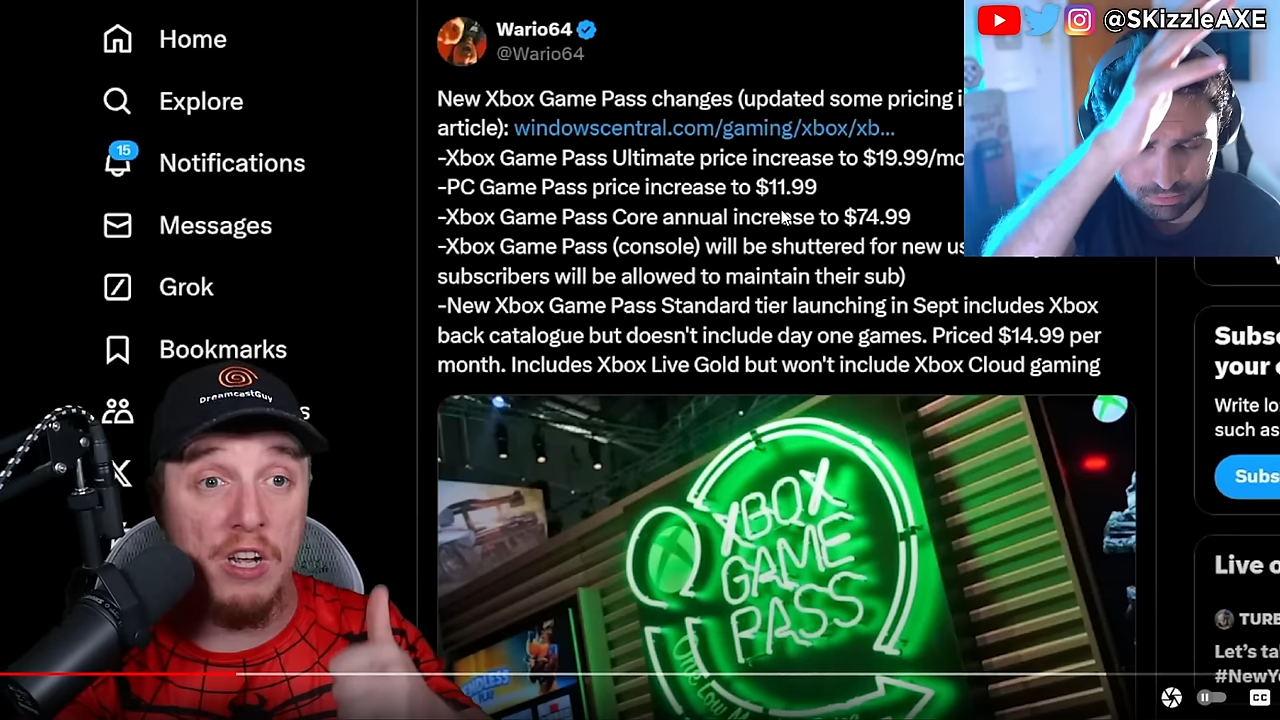 @SKizzleAXE
Home
Explore
15
Notifications
Messages
Grok
Bookmarks
Wario64
@Wario64
New Xbox Game Pass changes (updated some pricing
article): windowscentral.com/gaming/xbox/xb...
-Xbox Game Pass Ultimate price increase to $19.99/mo
-PC Game Pass price increase to $11.99
-Xbox Game Pass Core annual increase to $74.99
-Xbox Game Pass (console) will be shuttered for new
subscribers will be allowed to maintain their sub)
-New Xbox Game Pass Standard tier launching in Sept includes Xbox
back catalogue but doesn't include day one games. Priced $14.99 per
month. Includes Xbox Live Gold but won't include Xbox Cloud gaming
DreamcastGuy
XBOX
GAME
PASS
ENDLESS
Subs
your
Write lo
such as
Subs
Live o
TURB
Let's ta
#NewY
CC